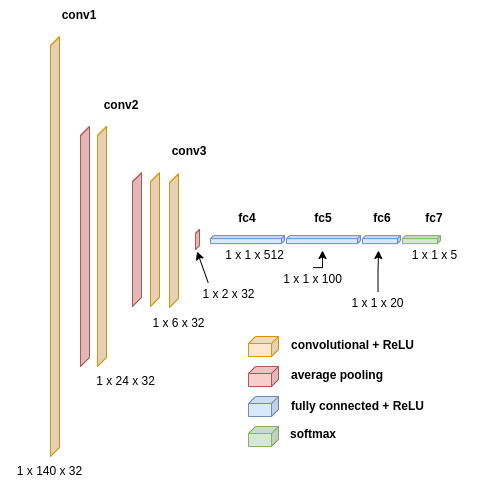 conv1
conv2
conv3
fc4
fc5
fc6
fc7
1 x 1 x 512
1 x 1 x 5
1 x 1 x 100
1 x 2 x 32
1 x 1 x 20
1 x 6 x 32
1 x 24 x 32
1 x 140 x 32
convolutional + ReLU
average pooling
fully connected + ReLU
softmax